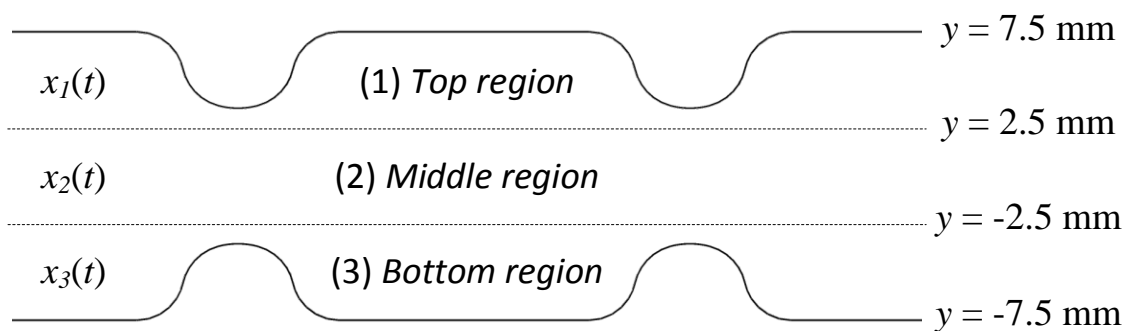 y = 7.5 mm
x1(t) (1) Top region
y = 2.5 mm
x2(t) (2) Middle region
y = -2.5 mm
x3(t) (3) Bottom region
y = -7.5 mm